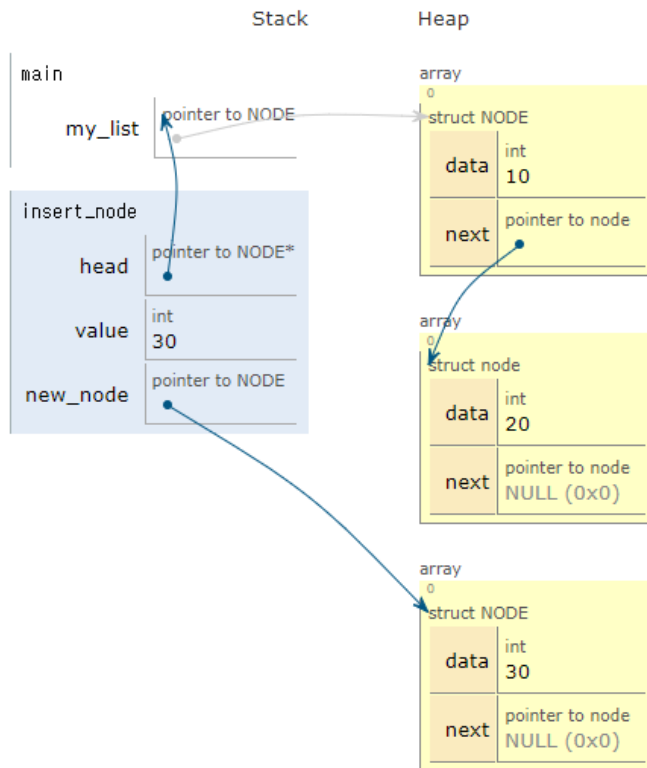 Stack
Heap
main
my_list
pointer to NODE
insert_node
head
pointer to NODE*
value
int
30
new_node
pointer to NODE
array
0
struct NODE
data
int
10
next
pointer to node
array
0
struct node
data
int
20
next
pointer to node
NULL (0x0)
array
0
struct NODE
data
int
30
next
pointer to node
NULL (0x0)